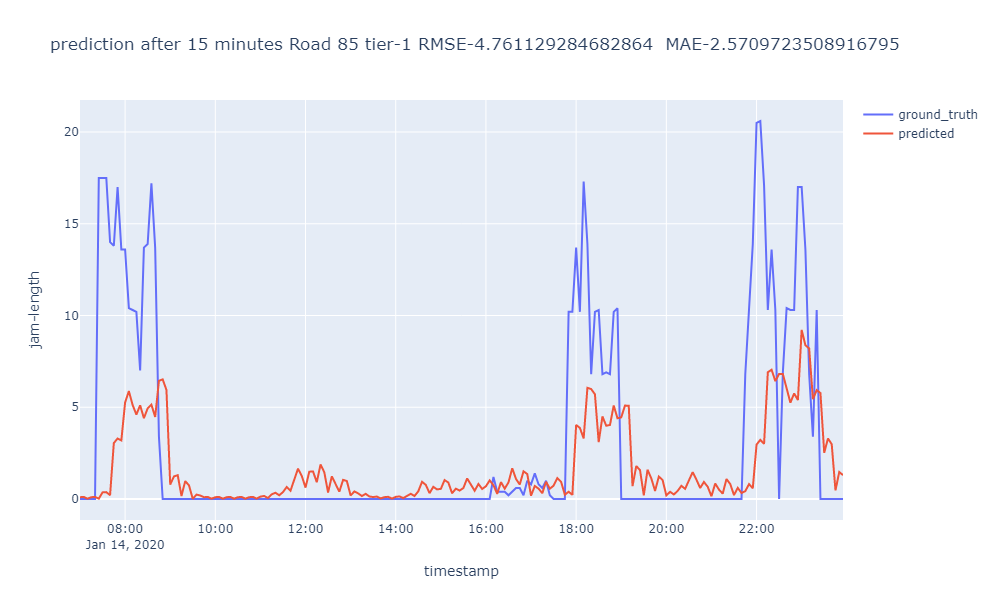 prediction after 15 minutes Road 85 tier-1 RMSE-4.761129284682864  MAE-2.5709723508916795
ground_truth
predicted
20
15
10
5
0
jam-length
08:00 10:00 12:00 14:00 16:00 18:00 20:00 22:00
Jan 14, 2020
timestamp